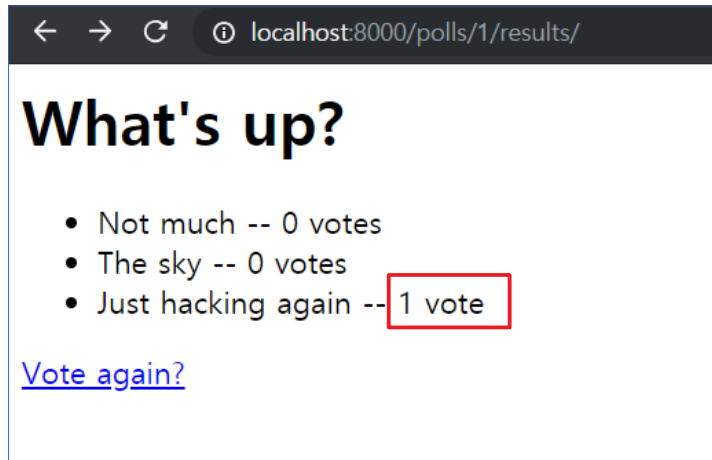 localhost:8000/polls/1/results/
What's up?
Not much -- 0 votes
The sky -- 0 votes
Just hacking again -- 1 vote
Vote again?